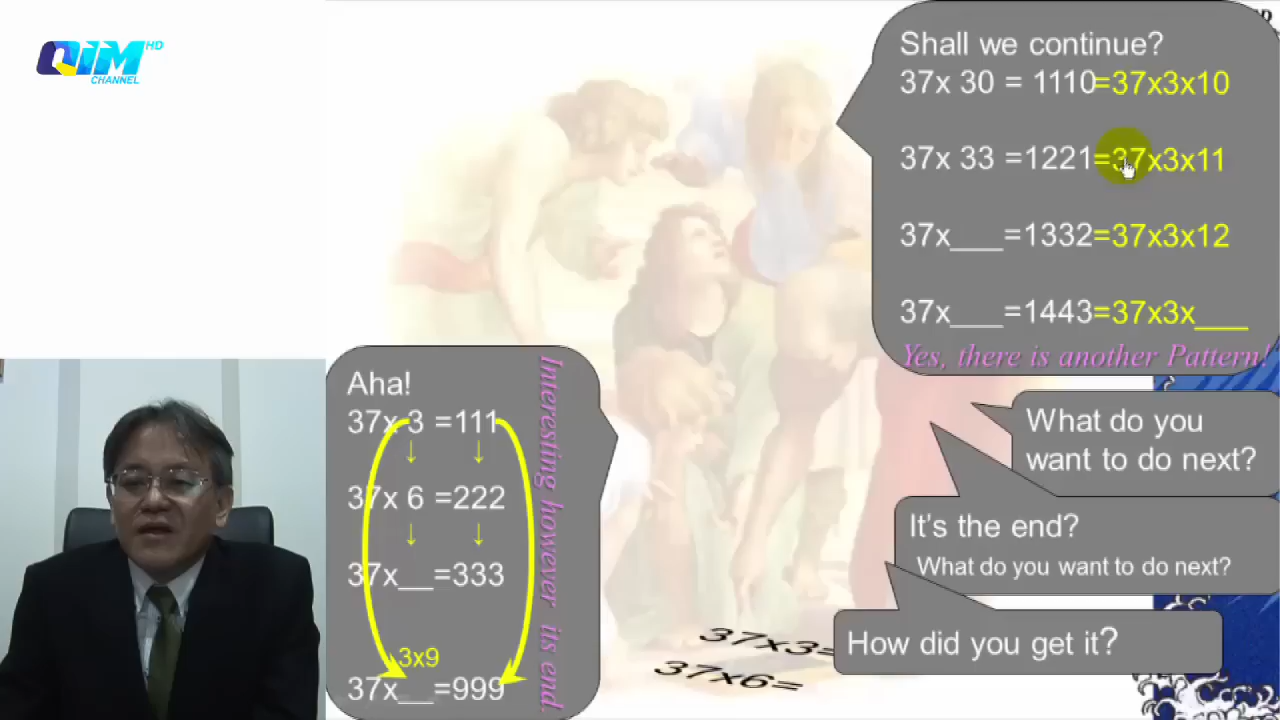 QIM HD
CHANNEL
Shall we continue?
37x 30 = 1110=37x3x10
37x 33 =1221=37x3x11
37x___=1332=37x3x12
37x___=1443=37x3x___
Yes, there is another Pattern!
Aha!
37x 3 =111
↓ ↓
37x 6 =222
↓ ↓
37x__=333
3x9
37x__=999
Interesting however its end.
What do you
want to do next?
It's the end?
What do you want to do next?
How did you get it?
37x3=
37x6=